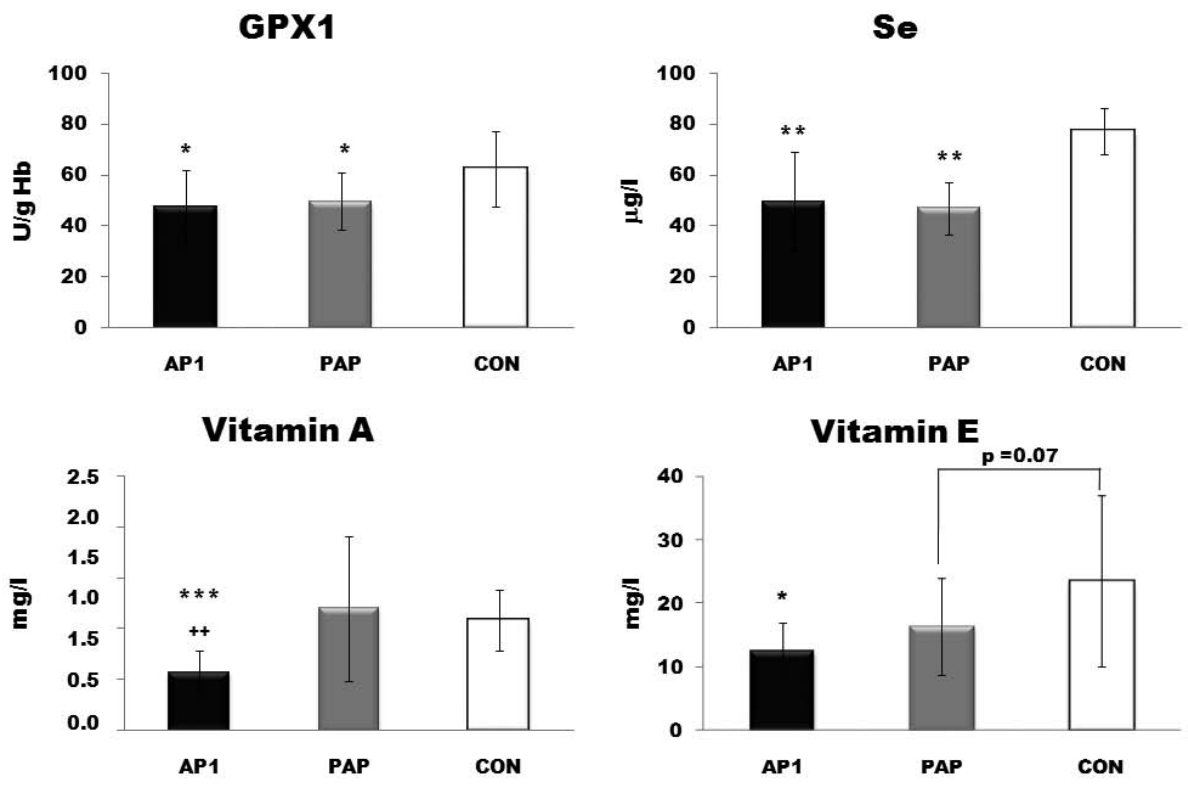 GPX1
100
80
60
40
20
0
U/g Hb
*
*
AP1
PAP
CON
Se
100
80
60
40
20
0
µg/l
**
**
AP1
PAP
CON
Vitamin A
2.5
2.0
1.5
1.0
1.5
0.5
0.0
mg/l
***
++
AP1
PAP
CON
Vitamin E
p =0.07
40
30
20
10
0
mg/l
*
AP1
PAP
CON